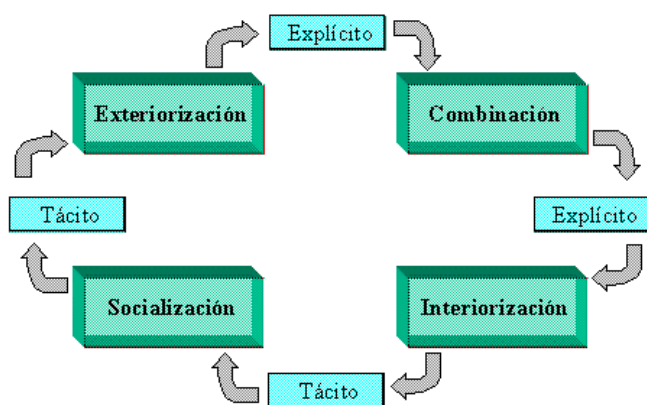 Explícito
Exteriorización
Combinación
Tácito
Explícito
Socialización
Interiorización
Tácito